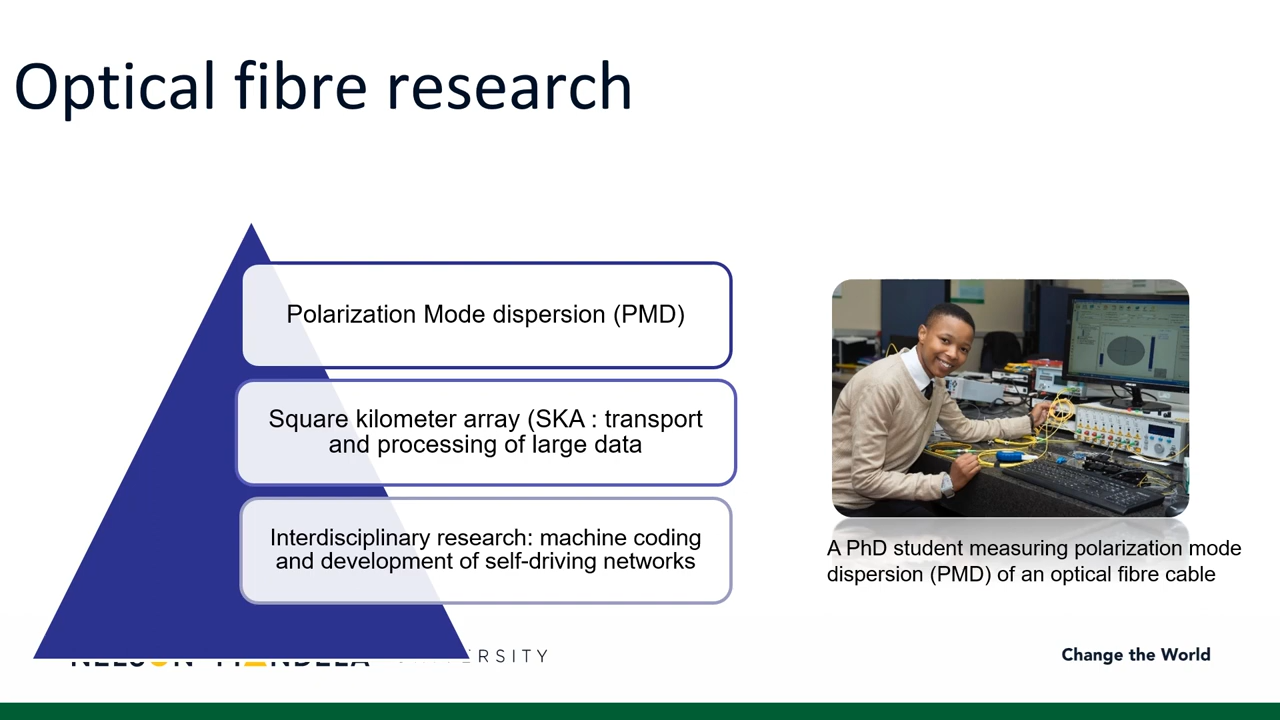 Optical fibre research
Polarization Mode dispersion (PMD)
Square kilometer array (SKA : transport
and processing of large data
Interdisciplinary research: machine coding
and development of self-driving networks
A PhD student measuring polarization mode
dispersion (PMD) of an optical fibre cable
NELSON MANDELA
Change the World